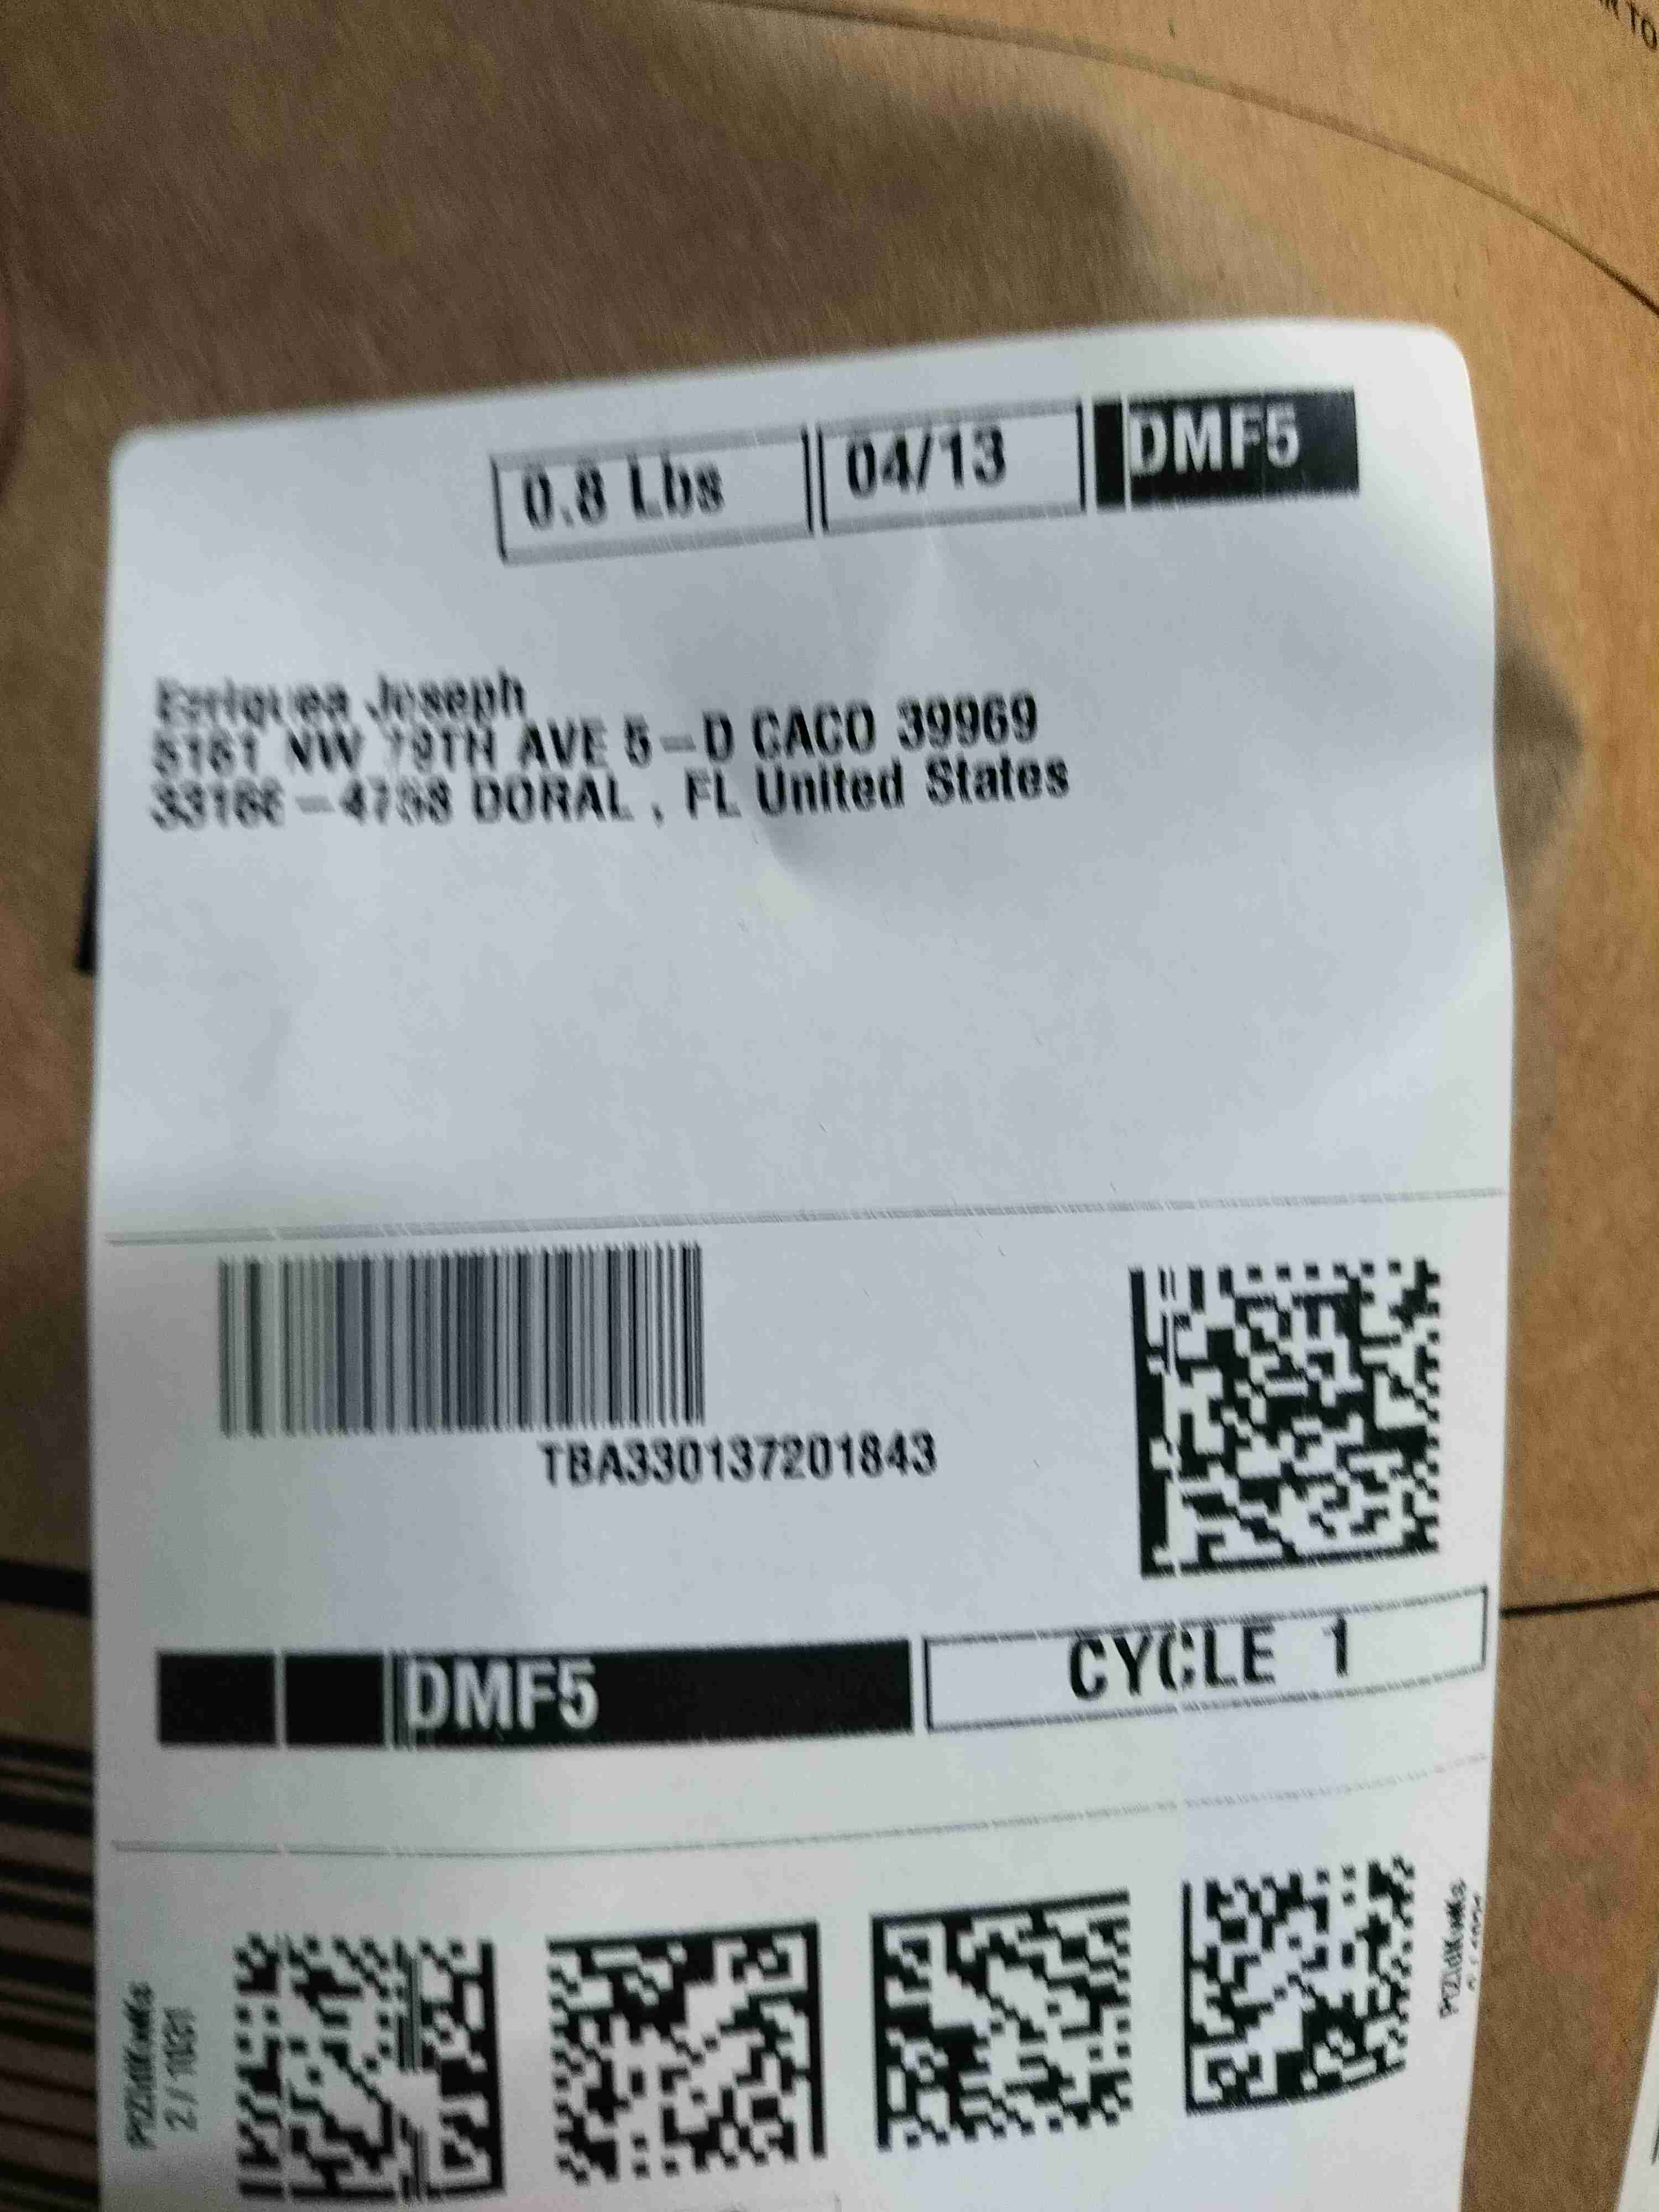 0.8 Lbs 04/13 DMF5
Joseph
5161 NW 79TH AVE 5-D CACO 39969
DORAL , FL United States
TBA330137201843
DMF5 CYCLE 1